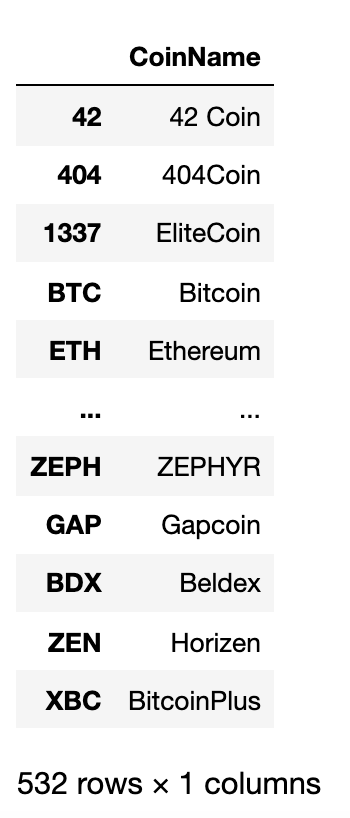 CoinName
42 42 Coin
404 404Coin
1337 EliteCoin
BTC Bitcoin
ETH Ethereum
... ...
ZEPH ZEPHYR
GAP Gapcoin
BDX Beldex
ZEN Horizen
XBC BitcoinPlus
532 rows × 1 columns